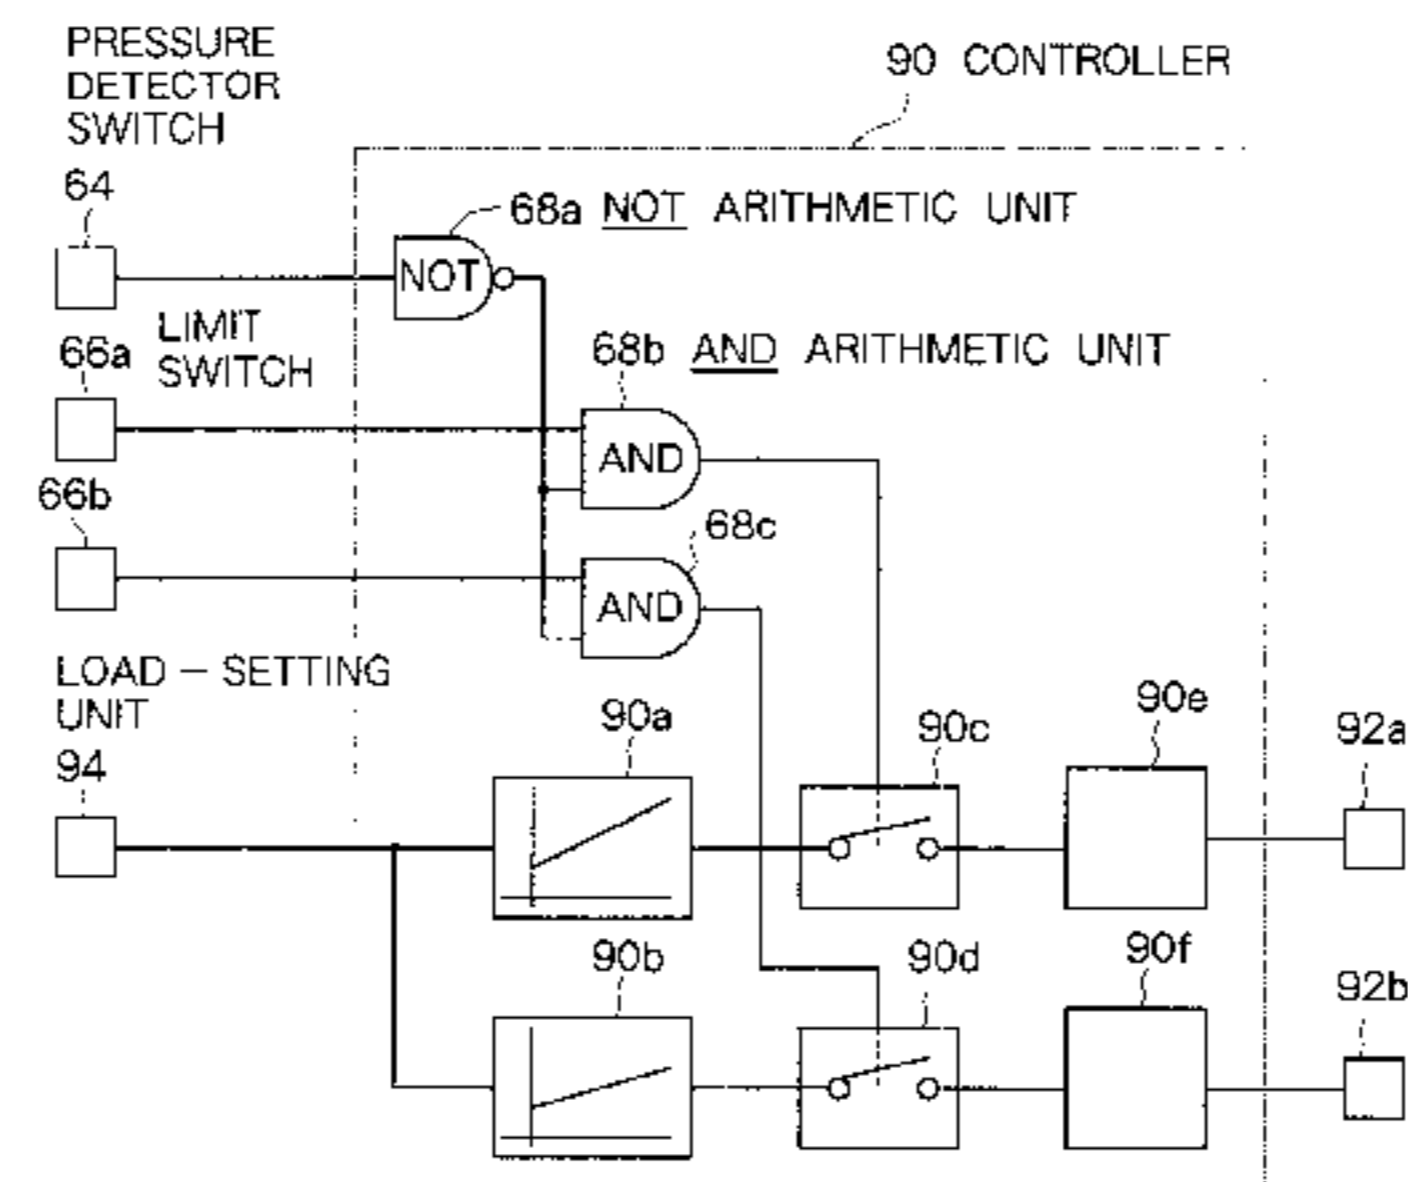 PRESSURE
DETECTOR
SWITCH
90 CONTROLLER
64
68a NOT ARITHMETIC UNIT
NOT
LIMIT
SWITCH
66a
68b AND ARITHMETIC UNIT
AND
66b
68c
AND
LOAD – SETTING
UNIT
94
90a
90c
90e
92a
90b
90d
90f
92b